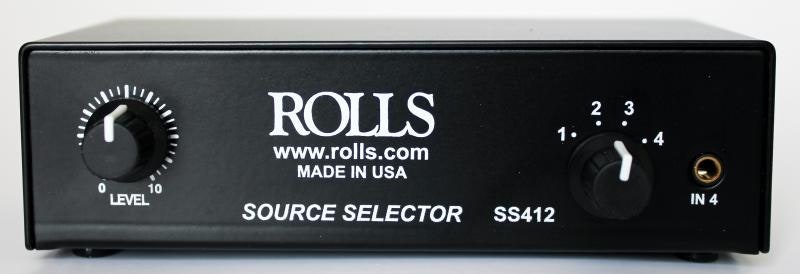 ROLLS
www.rolls.com
MADE IN USA
SOURCE SELECTOR SS412
0 10
LEVEL
1 2 3 4
IN 4